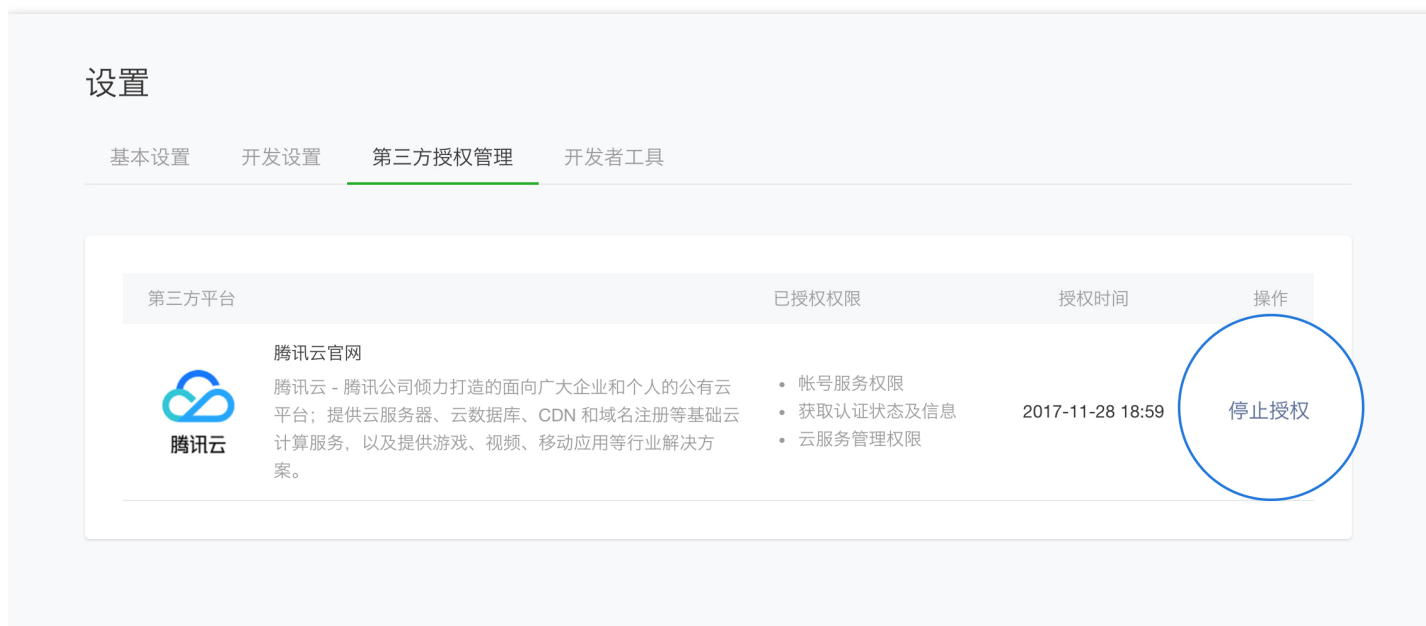 设置
基本设置 开发设置 第三方授权管理 开发者工具
第三方平台 已授权权限 授权时间 操作
腾讯云官网
腾讯云 - 腾讯公司倾力打造的面向广大企业和个人的公有云
平台；提供云服务器、云数据库、CDN 和域名注册等基础云
计算服务，以及提供游戏、视频、移动应用等行业解决方
案。
腾讯云
• 帐号服务权限
• 获取认证状态及信息
• 云服务管理权限
2017-11-28 18:59
停止授权